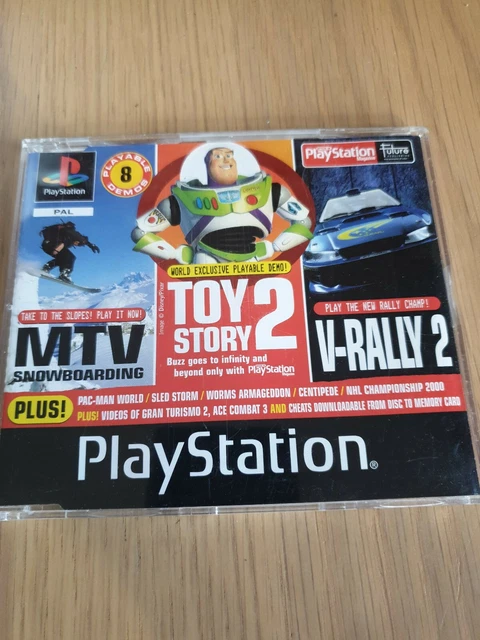 PlayStation
PAL
PLAYABLE
8
DEMOS
PlayStation
Magazine
Future
WORLD EXCLUSIVE PLAYABLE DEMO!
TOY
STORY 2
Buzz goes to infinity and
beyond only with PlayStation
Image © Disney/Pixar
TAKE TO THE SLOPES! PLAY IT NOW!
MTV
SNOWBOARDING
PLAY THE NEW RALLY CHAMP!
V-RALLY 2
PLUS! PAC-MAN WORLD / SLED STORM / WORMS ARMAGEDDON / CENTIPEDE / NHL CHAMPIONSHIP 2000
PLUS! VIDEOS OF GRAN TURISMO 2, ACE COMBAT 3 AND CHEATS DOWNLOADABLE FROM DISC TO MEMORY CARD
PlayStation®